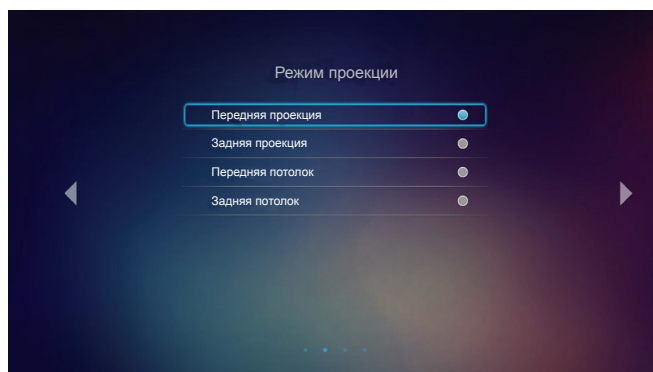 Режим проекции
Передняя проекция
Задняя проекция
Передняя потолок
Задняя потолок